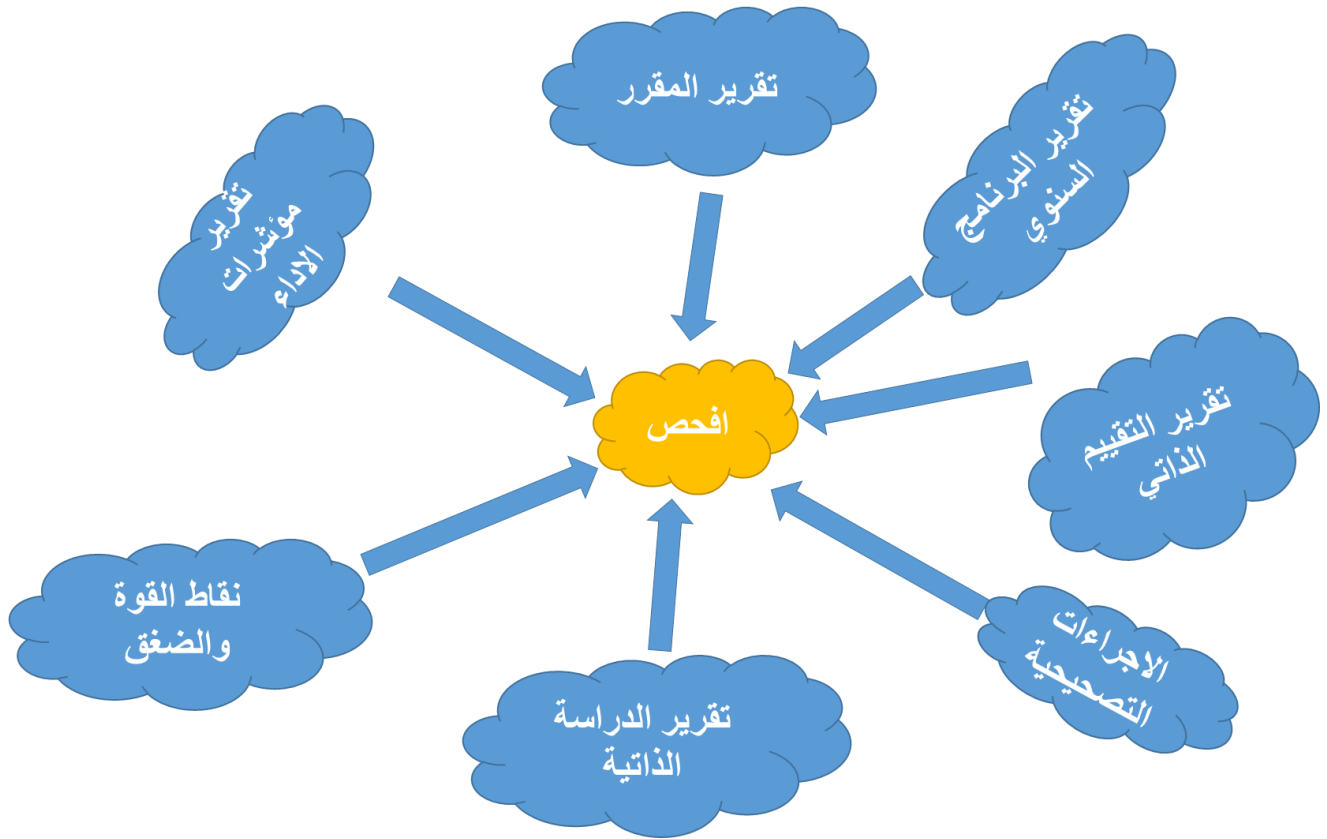 تقرير المقرر
تقرير البرنامج
السنوي
تقرير
مؤشرات
الاداء
افحص
تقرير التقييم
الذاتي
نقاط القوة
والضغق
الاجراءات
التصحيحية
تقرير الدراسة
الذاتية